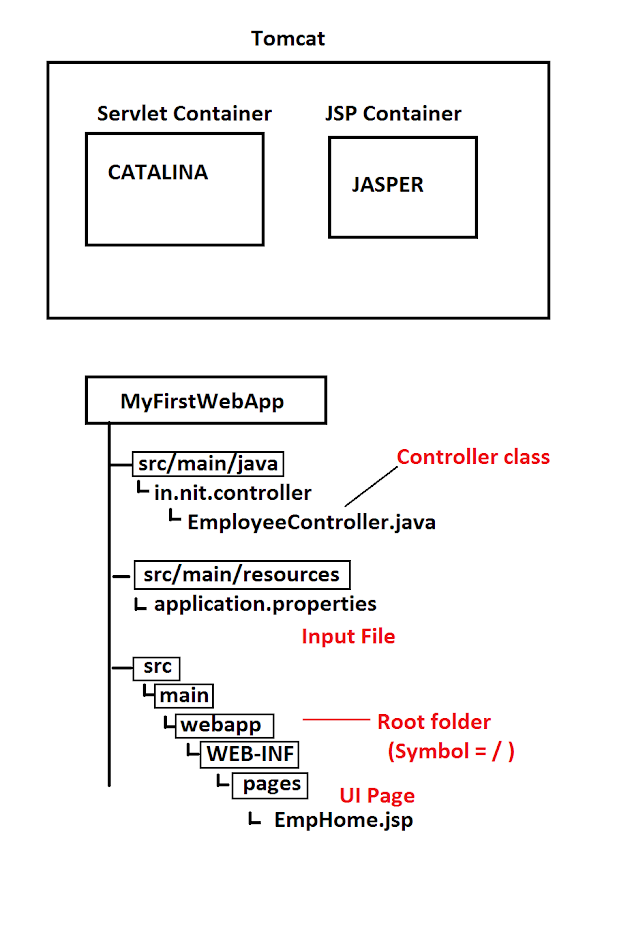 Tomcat
Servlet Container
JSP Container
CATALINA
JASPER
MyFirstWebApp
src/main/java
Controller class
in.nit.controller
EmployeeController.java
src/main/resources
application.properties
Input File
src
main
webapp
Root folder
(Symbol = / )
WEB-INF
pages
UI Page
EmpHome.jsp